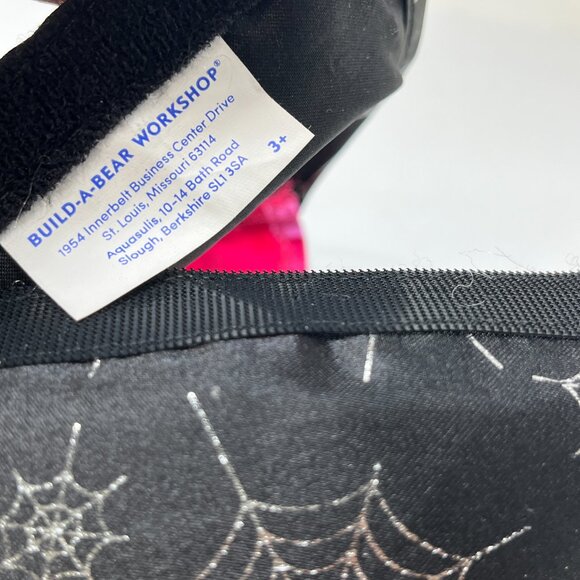 BUILD-A-BEAR WORKSHOP®
1954 Innerbelt Business Center Drive
St. Louis, Missouri 63114
Aquasulis, 10-14 Bath Road
Slough, Berkshire SL1 3SA
3+